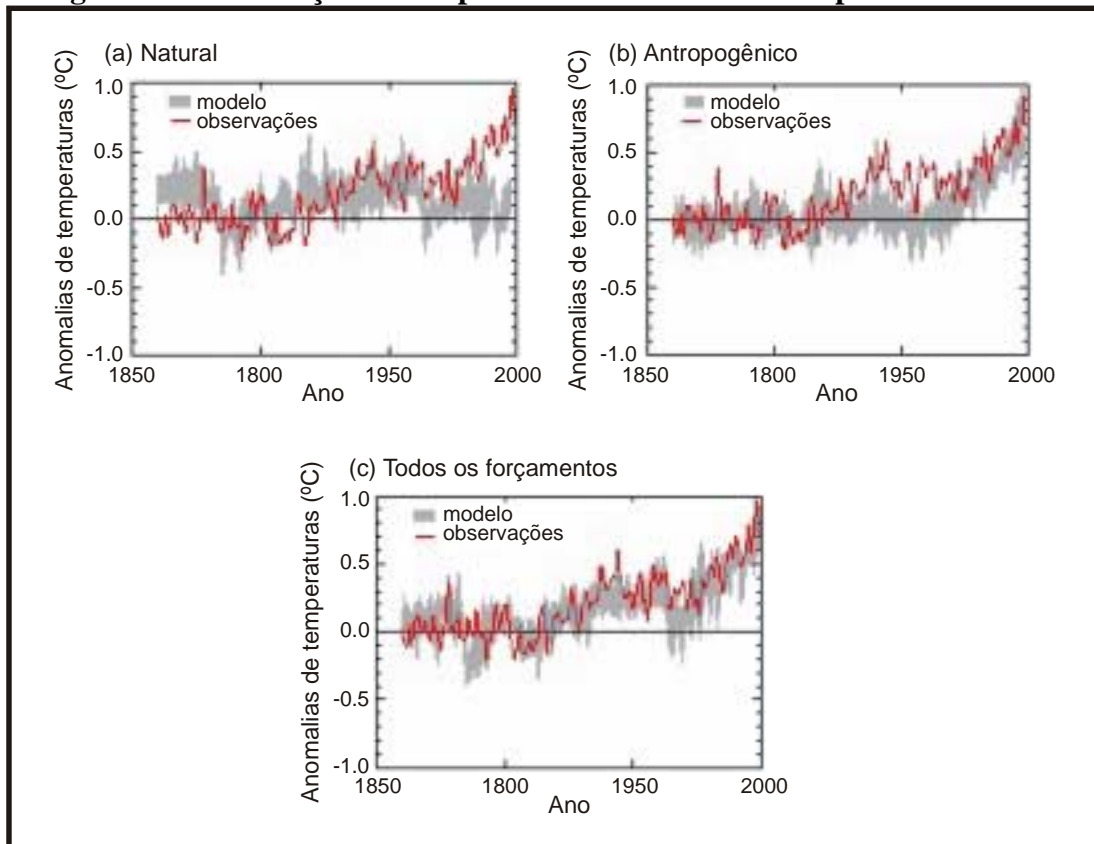 (a) Natural
Anomalias de temperaturas (ºC)
1.0
0.5
0.0
-0.5
-1.0
modelo
observações
1850 1800 1950 2000
Ano
(b) Antropogênico
Anomalias de temperaturas (ºC)
1.0
0.5
0.0
-0.5
-1.0
modelo
observações
1850 1800 1950 2000
Ano
(c) Todos os forçamentos
Anomalias de temperaturas (ºC)
1.0
0.5
0.0
-0.5
-1.0
modelo
observações
1850 1800 1950 2000
Ano